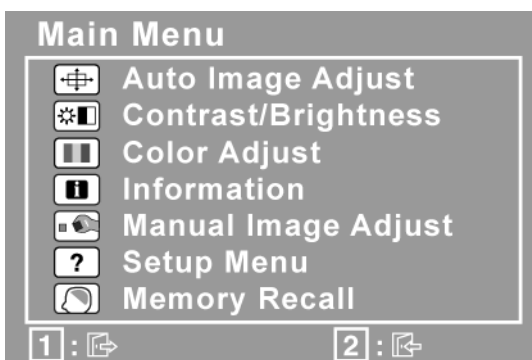 Main Menu
Auto Image Adjust
Contrast/Brightness
Color Adjust
i Information
Manual Image Adjust
? Setup Menu
Memory Recall
1 : 2 :